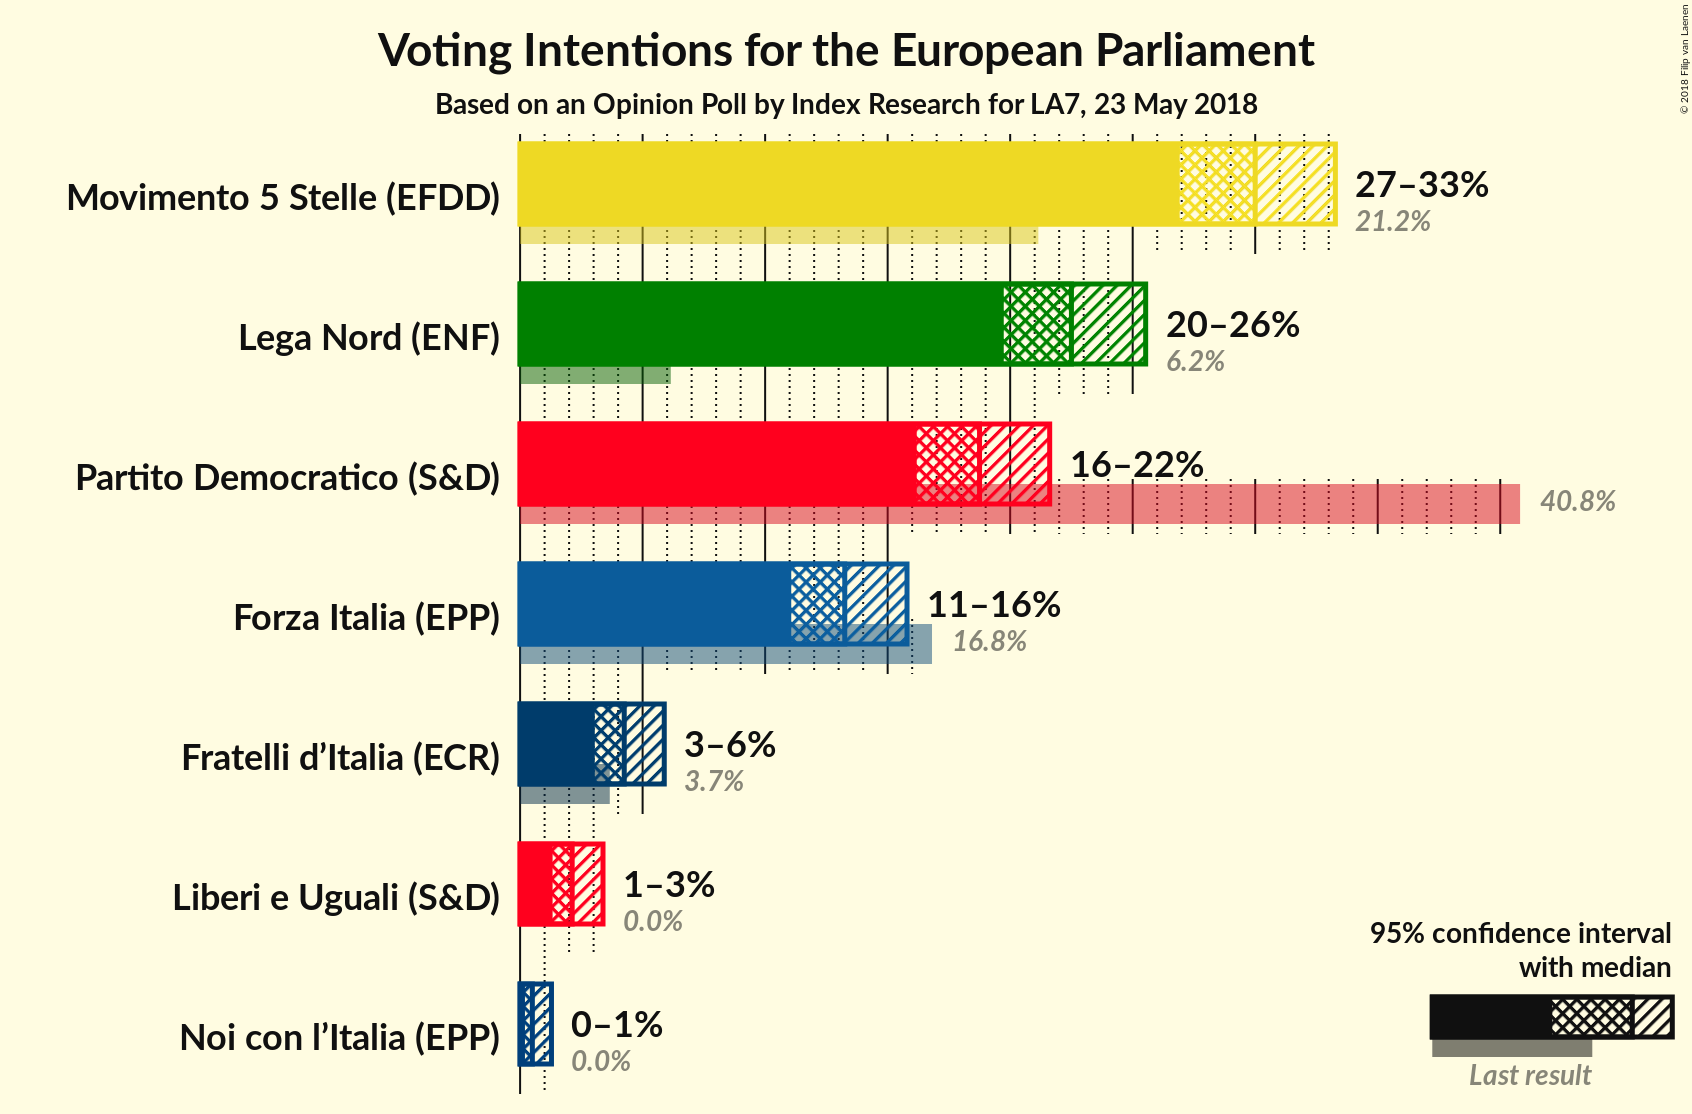 Voting Intentions for the European Parliament
Based on an Opinion Poll by Index Research for LA7, 23 May 2018
© 2018 Filip van Laenen
Movimento 5 Stelle (EFDD)
27–33%
21.2%
Lega Nord (ENF)
20–26%
6.2%
Partito Democratico (S&D)
16–22%
40.8%
Forza Italia (EPP)
11–16%
16.8%
Fratelli d’Italia (ECR)
3–6%
3.7%
Liberi e Uguali (S&D)
1–3%
0.0%
Noi con l’Italia (EPP)
0–1%
0.0%
95% confidence interval
with median
Last result